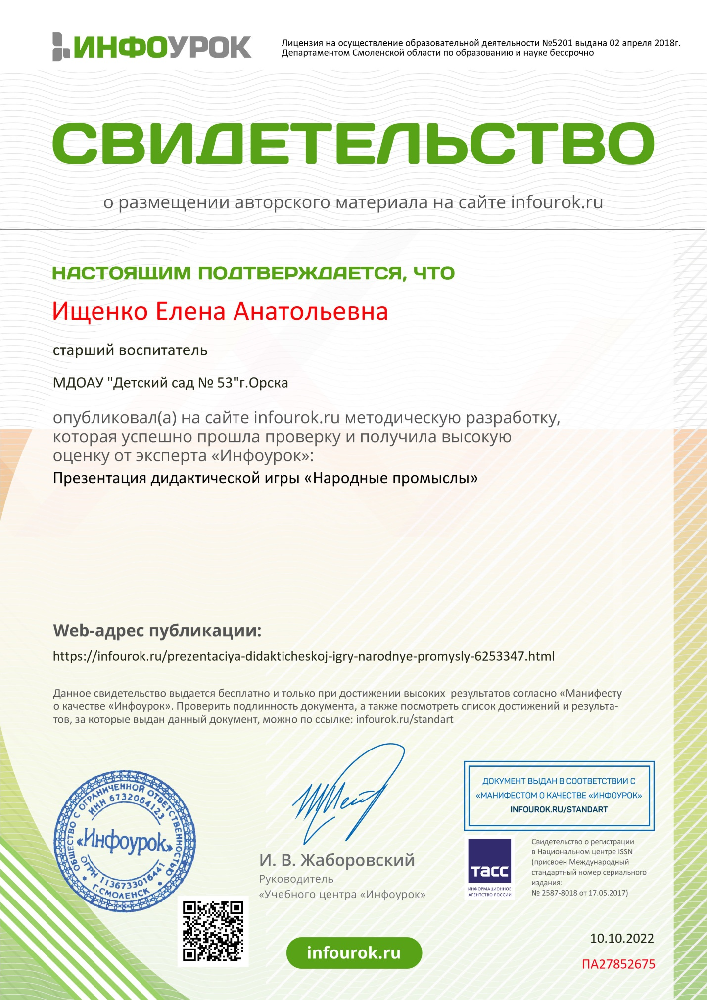 ИНФОУРОК
Лицензия на осуществление образовательной деятельности №5201 выдана 02 апреля 2018г.
Департаментом Смоленской области по образованию и науке бессрочно
СВИДЕТЕЛЬСТВО
о размещении авторского материала на сайте infourok.ru
НАСТОЯЩИМ ПОДТВЕРЖДАЕТСЯ, ЧТО
Ищенко Елена Анатольевна
старший воспитатель
МДОАУ "Детский сад № 53"г.Орска
опубликовал(а) на сайте infourok.ru методическую разработку,
которая успешно прошла проверку и получила высокую
оценку от эксперта «Инфоурок»:
Презентация дидактической игры «Народные промыслы»
Web-адрес публикации:
https://infourok.ru/prezentaciya-didakticheskoj-igry-narodnye-promysly-6253347.html
Данное свидетельство выдается бесплатно и только при достижении высоких  результатов согласно «Манифесту
о качестве «Инфоурок». Проверить подлинность документа, а также посмотреть список достижений и результа-
тов, за которые выдан данный документ, можно по ссылке: infourok.ru/standart
ОБЩЕСТВО С ОГРАНИЧЕННОЙ ОТВЕТСТВЕННОСТЬЮ
ИНН 6732064123
«Инфоурок»
ОГРН 1136733016441
Г.СМОЛЕНСК
И. В. Жаборовский
Руководитель
«Учебного центра «Инфоурок»
ДОКУМЕНТ ВЫДАН В СООТВЕТСТВИИ С
«МАНИФЕСТОМ О КАЧЕСТВЕ «ИНФОУРОК»
INFOUROK.RU/STANDART
ТАСС
ИНФОРМАЦИОННОЕ
АГЕНТСТВО РОССИИ
Свидетельство о регистрации
в Национальном центре ISSN
(присвоен Международный
стандартный номер сериального
издания:
№ 2587-8018 от 17.05.2017)
infourok.ru
10.10.2022
ПА27852675